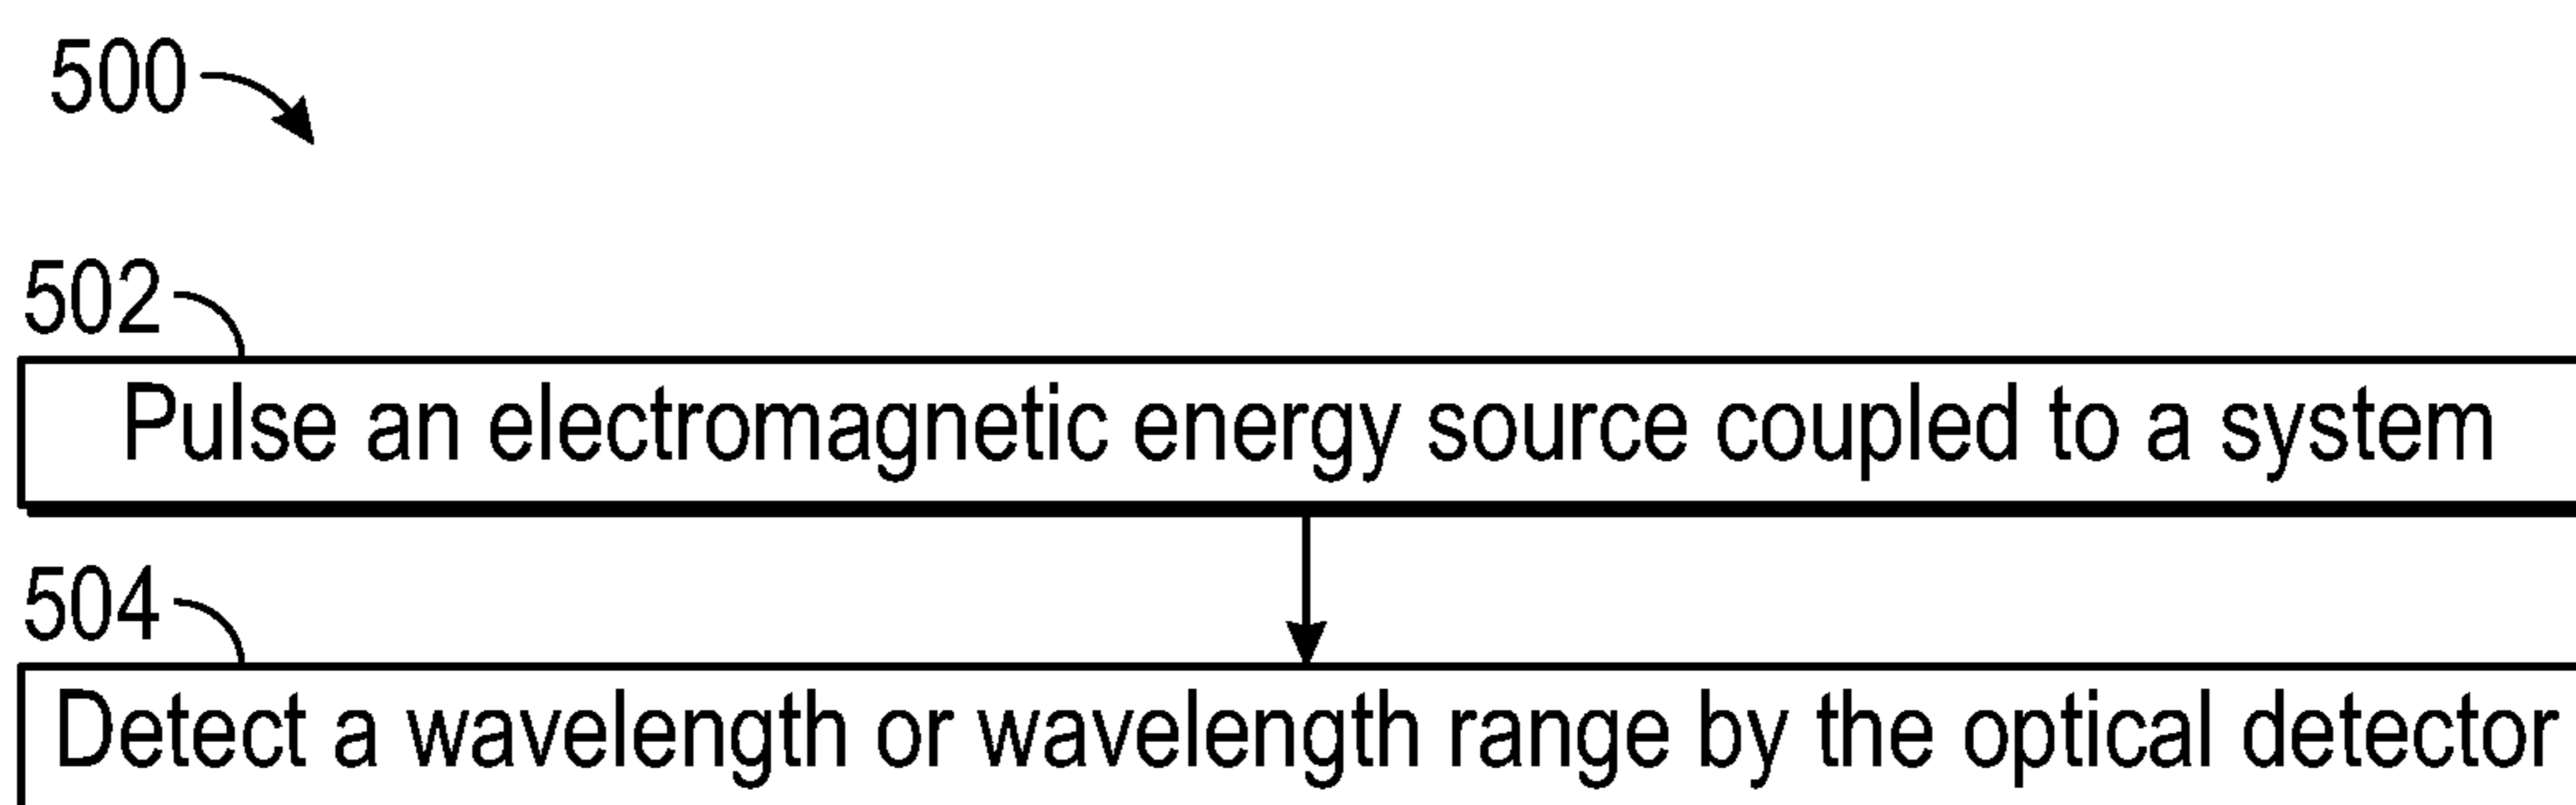 500
502
Pulse an electromagnetic energy source coupled to a system
504
Detect a wavelength or wavelength range by the optical detector